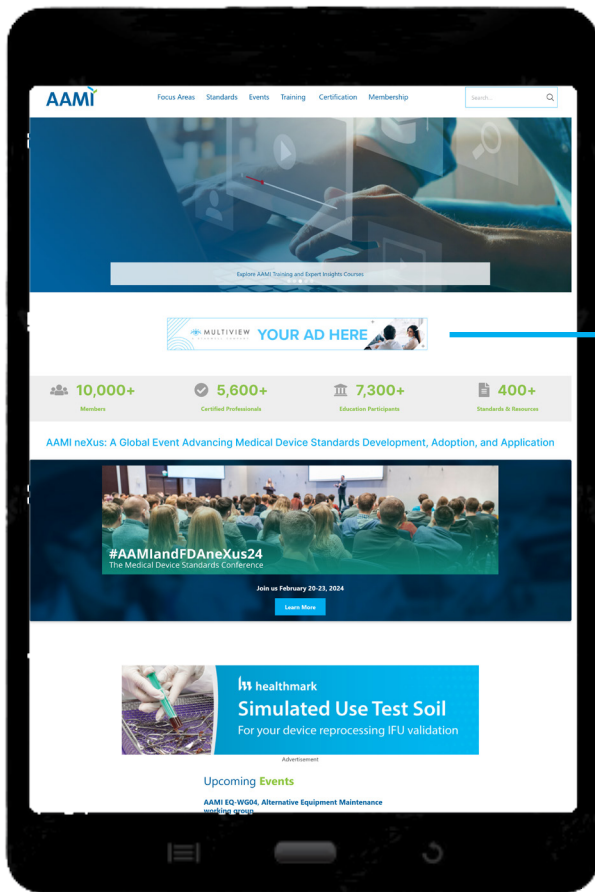 AAMI
Focus Areas Standards Events Training Certification Membership
Search...
Explore AAMI Training and Expert Insights Courses
MULTIVIEW YOUR AD HERE
10,000+ 5,600+ 7,300+ 400+
Members Certified Professionals Education Participants Standards & Resources
AAMI neXus: A Global Event Advancing Medical Device Standards Development, Adoption, and Application
#AAMIandFDAneXus24
The Medical Device Standards Conference
Join us February 20-23, 2024
Learn More
healthmark
Simulated Use Test Soil
For your device reprocessing IFU validation
Advertisement
Upcoming Events
AAMI EQ-WG04, Alternative Equipment Maintenance
working group